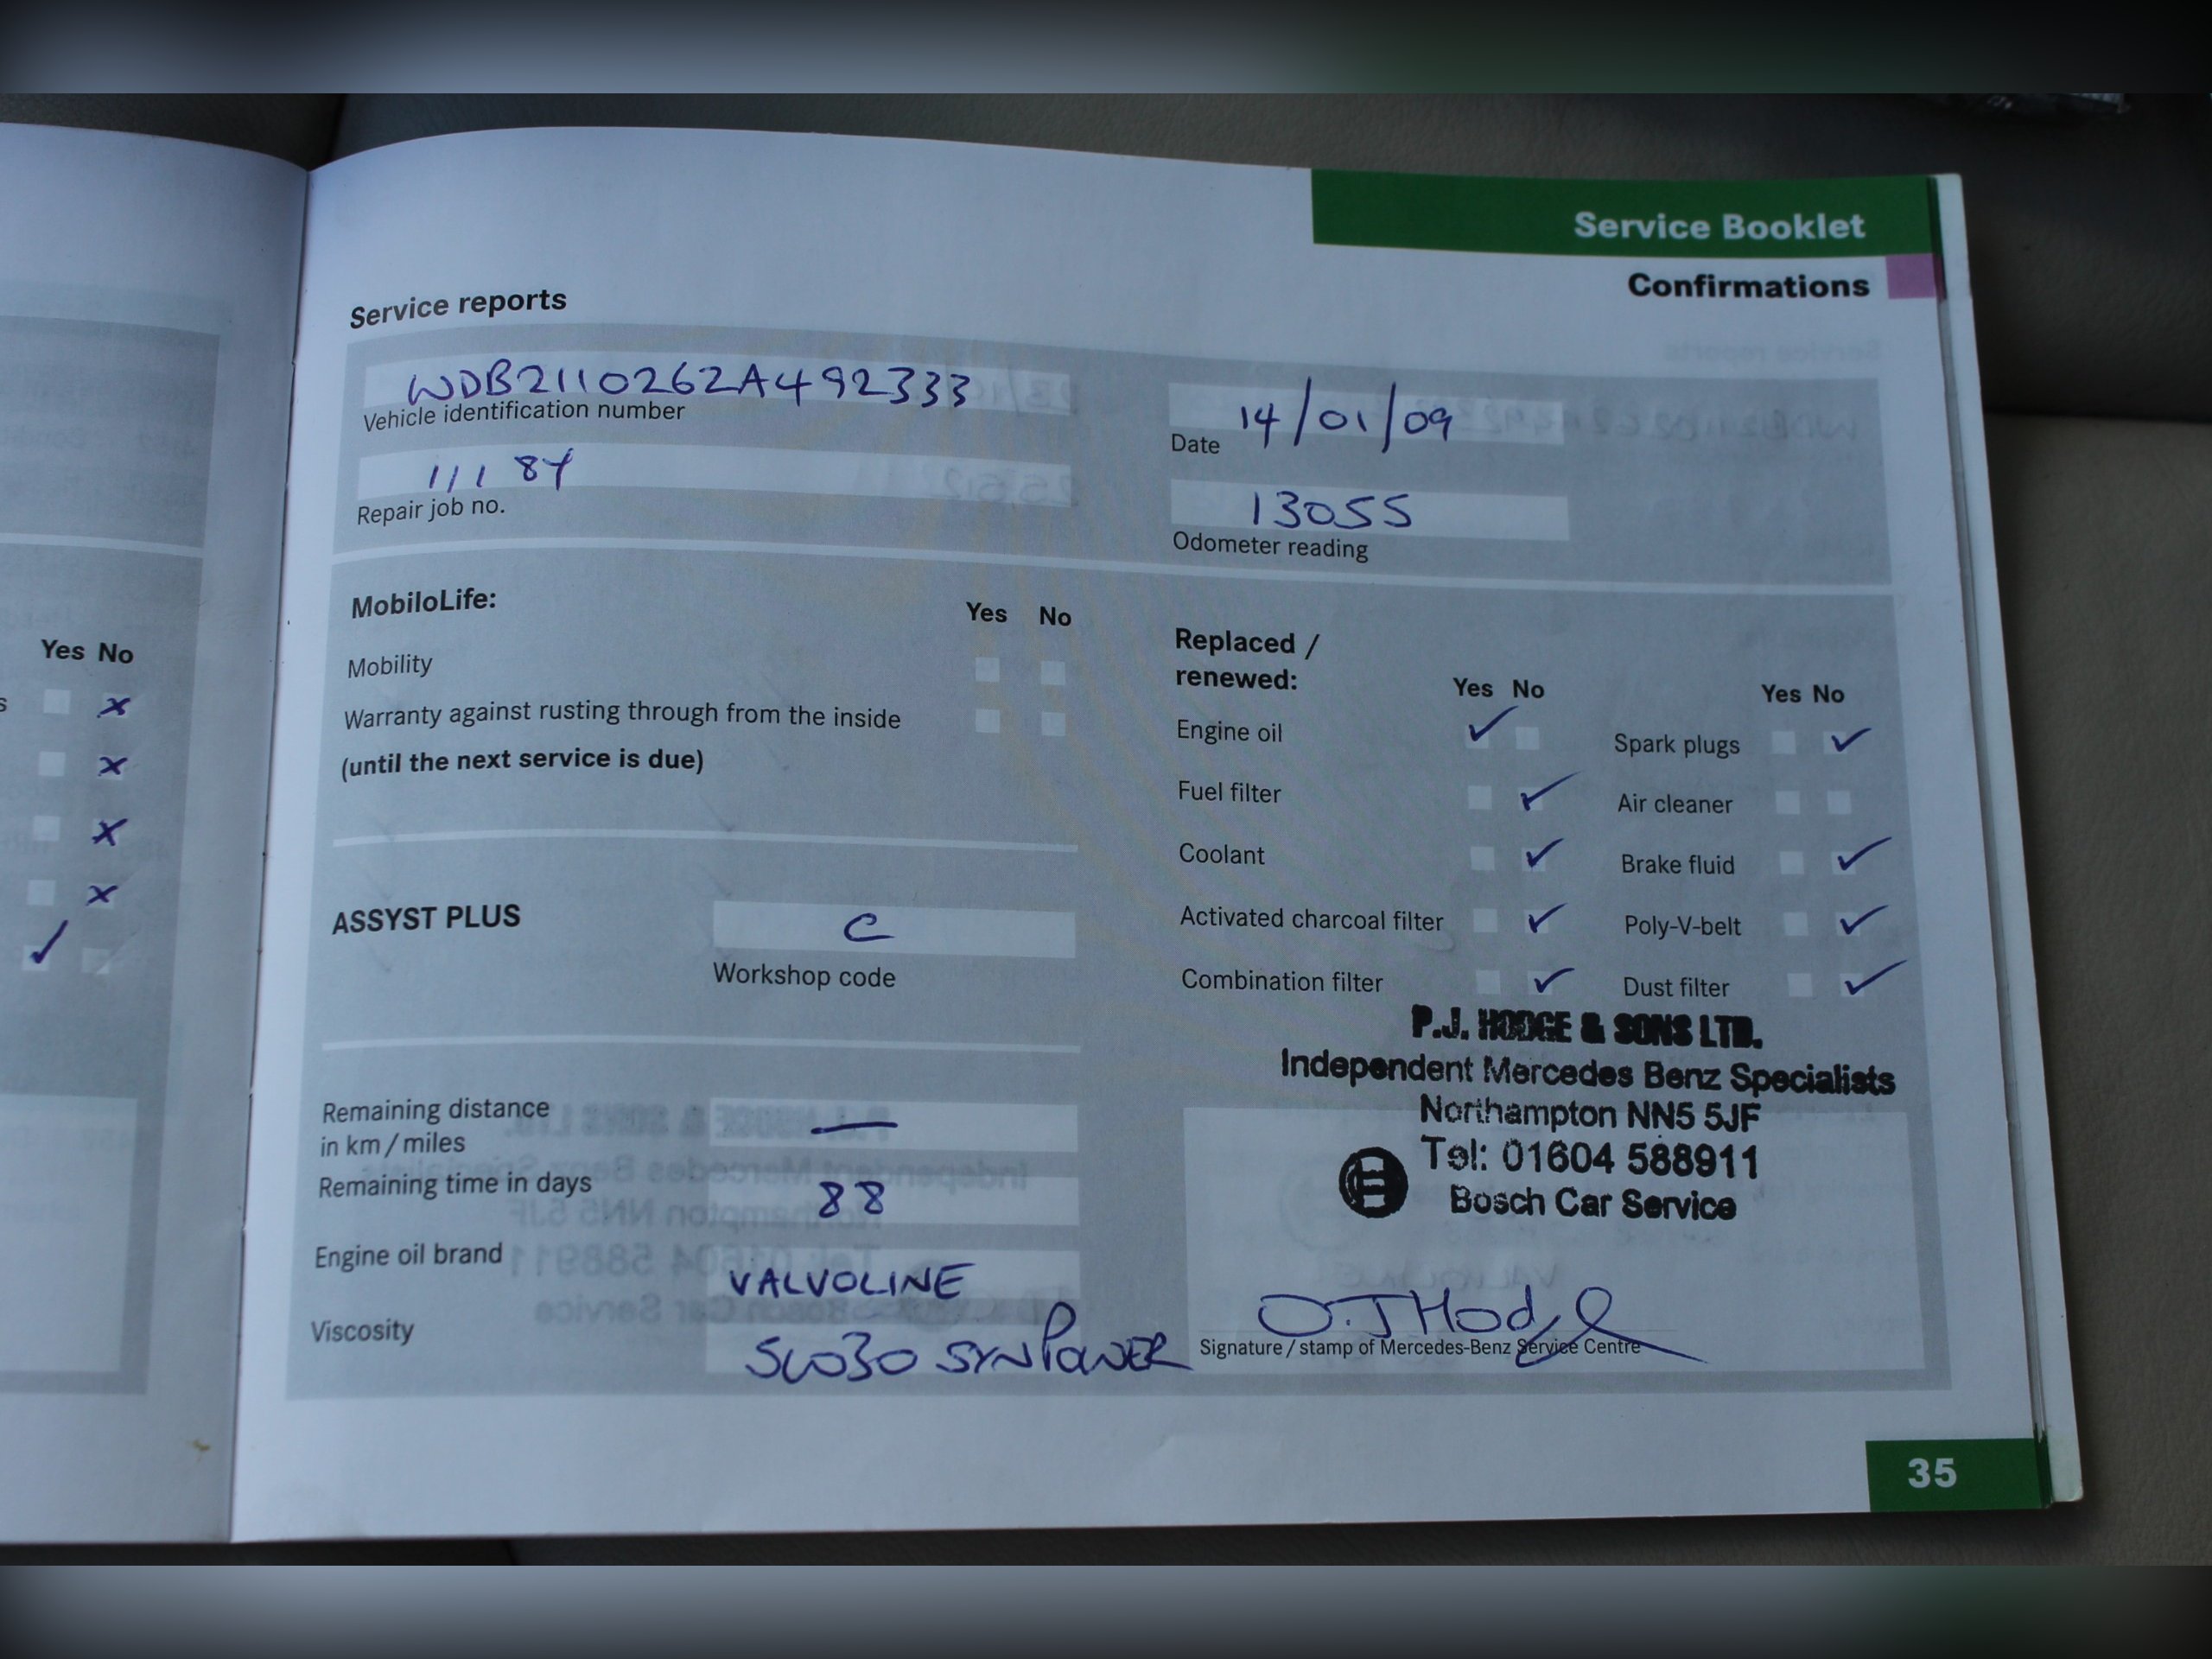 Service Booklet
Confirmations
Service reports
WDB2110262A492333
Vehicle identification number
14/01/09
Date
111 84
Repair job no.
13055
Odometer reading
MobiloLife:
Yes No
Mobility
Warranty against rusting through from the inside
(until the next service is due)
Replaced /
renewed:
Yes No
Yes No
Engine oil
Spark plugs
Fuel filter
Air cleaner
Coolant
Brake fluid
Activated charcoal filter
Poly-V-belt
Combination filter
Dust filter
ASSYST PLUS
C
Workshop code
P.J. HODGE & SONS LTD.
Independent Mercedes Benz Specialists
Northampton NN5 5JF
Tel: 01604 588911
Bosch Car Service
Remaining distance
in km / miles
—
Remaining time in days
88
Engine oil brand
VALVOLINE
Viscosity
5W30 SYNPOWER
O.J Hodge
Signature / stamp of Mercedes-Benz Service Centre
35
Yes No